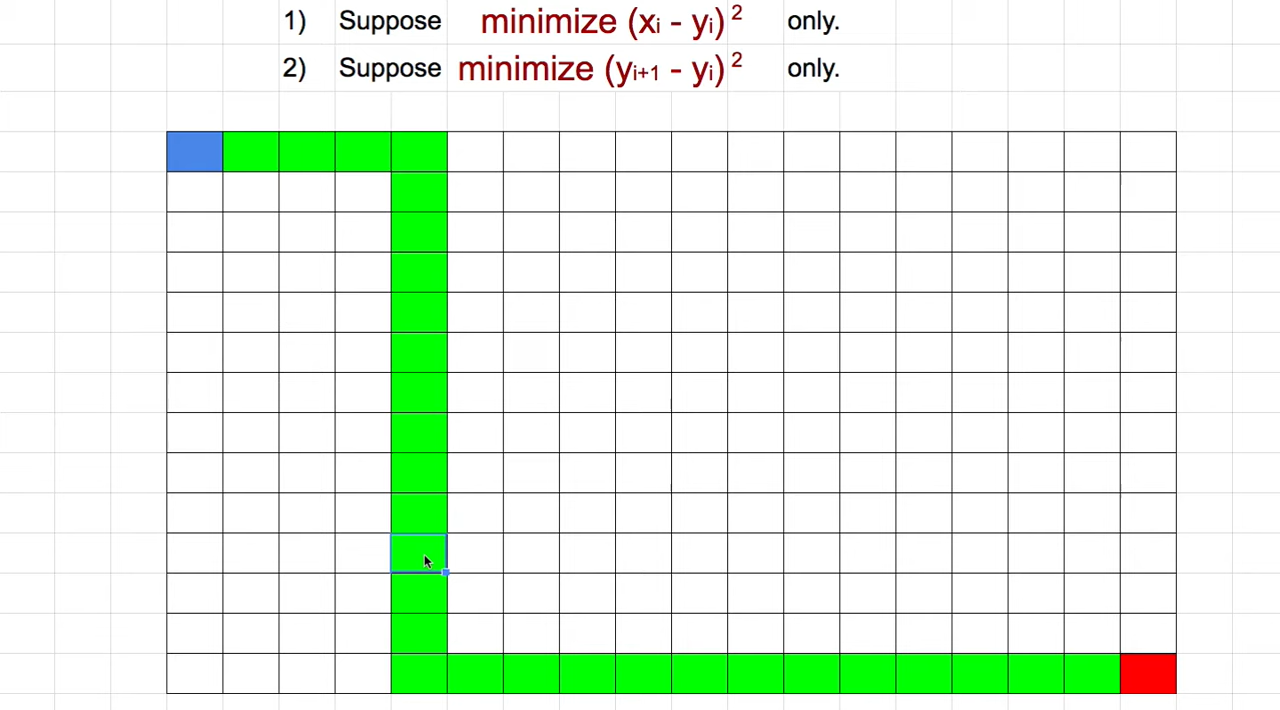 1) Suppose minimize (xi - yi) 2 only.
2) Suppose minimize (yi+1 - yi) 2 only.